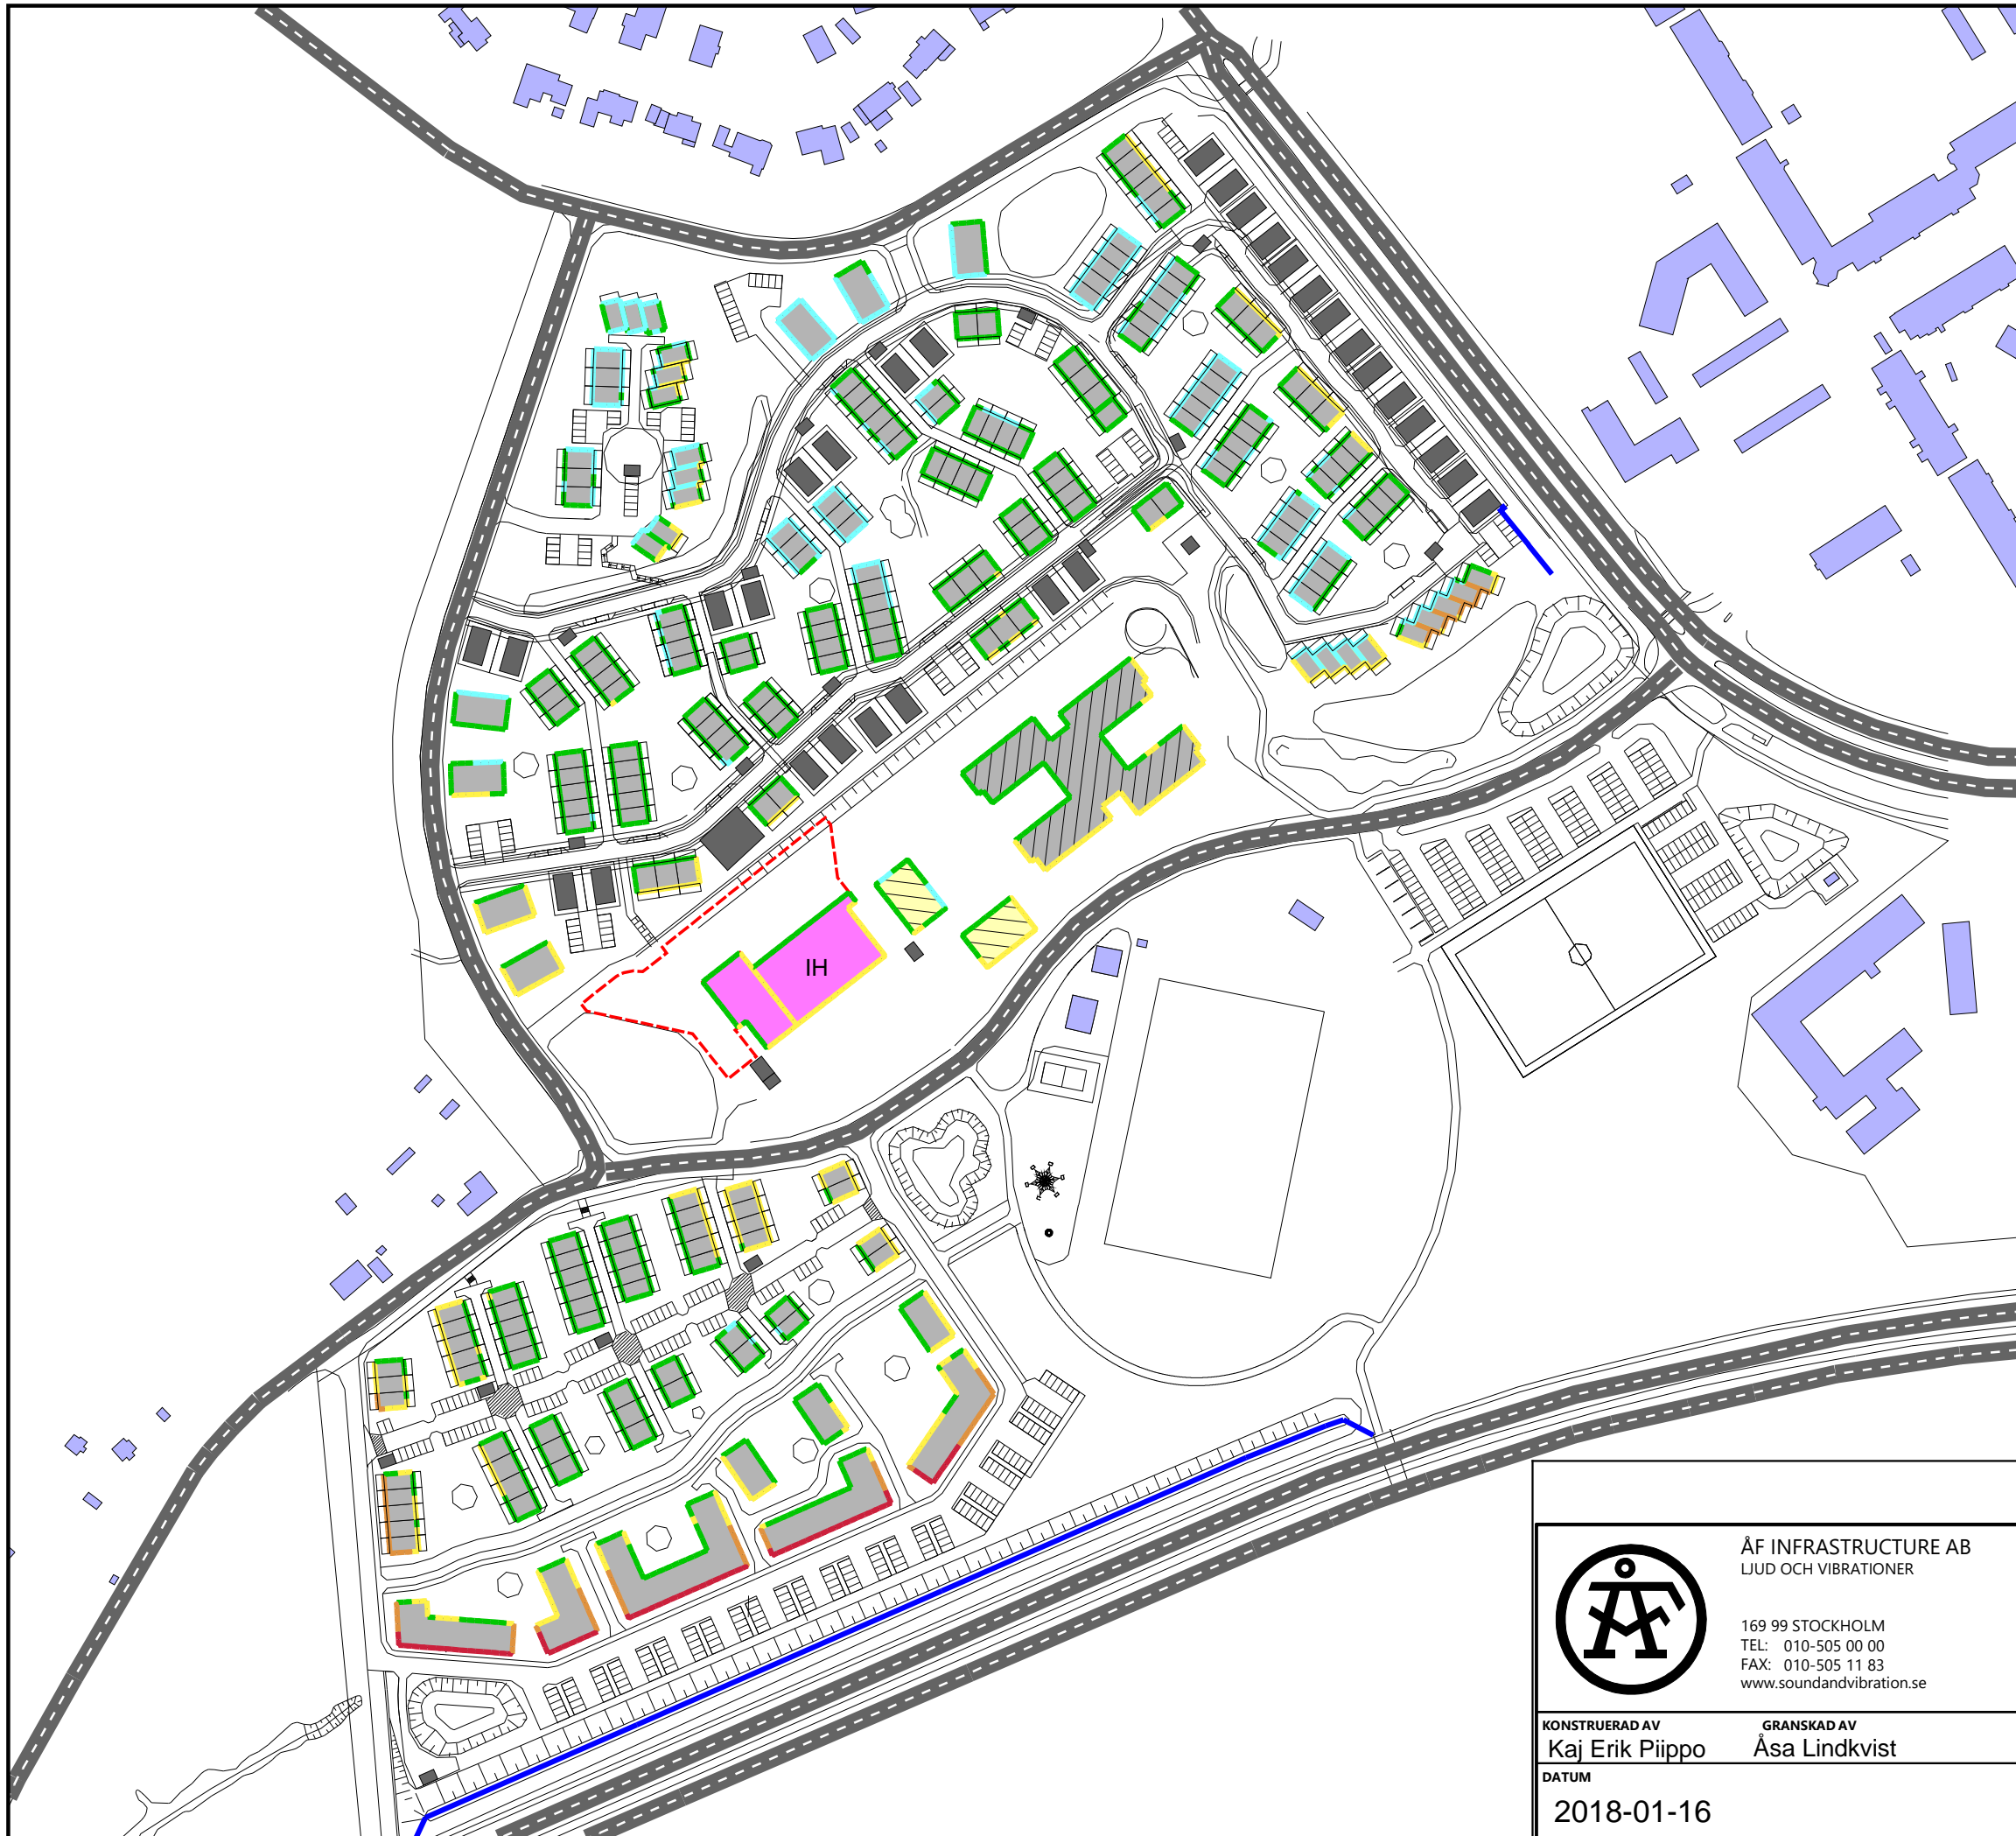 IH
ÅF INFRASTRUCTURE AB
LJUD OCH VIBRATIONER
169 99 STOCKHOLM
TEL: 010-505 00 00
FAX: 010-505 11 83
www.soundandvibration.se
KONSTRUERAD AV GRANSKAD AV
Kaj Erik Piippo Åsa Lindkvist
DATUM
2018-01-16